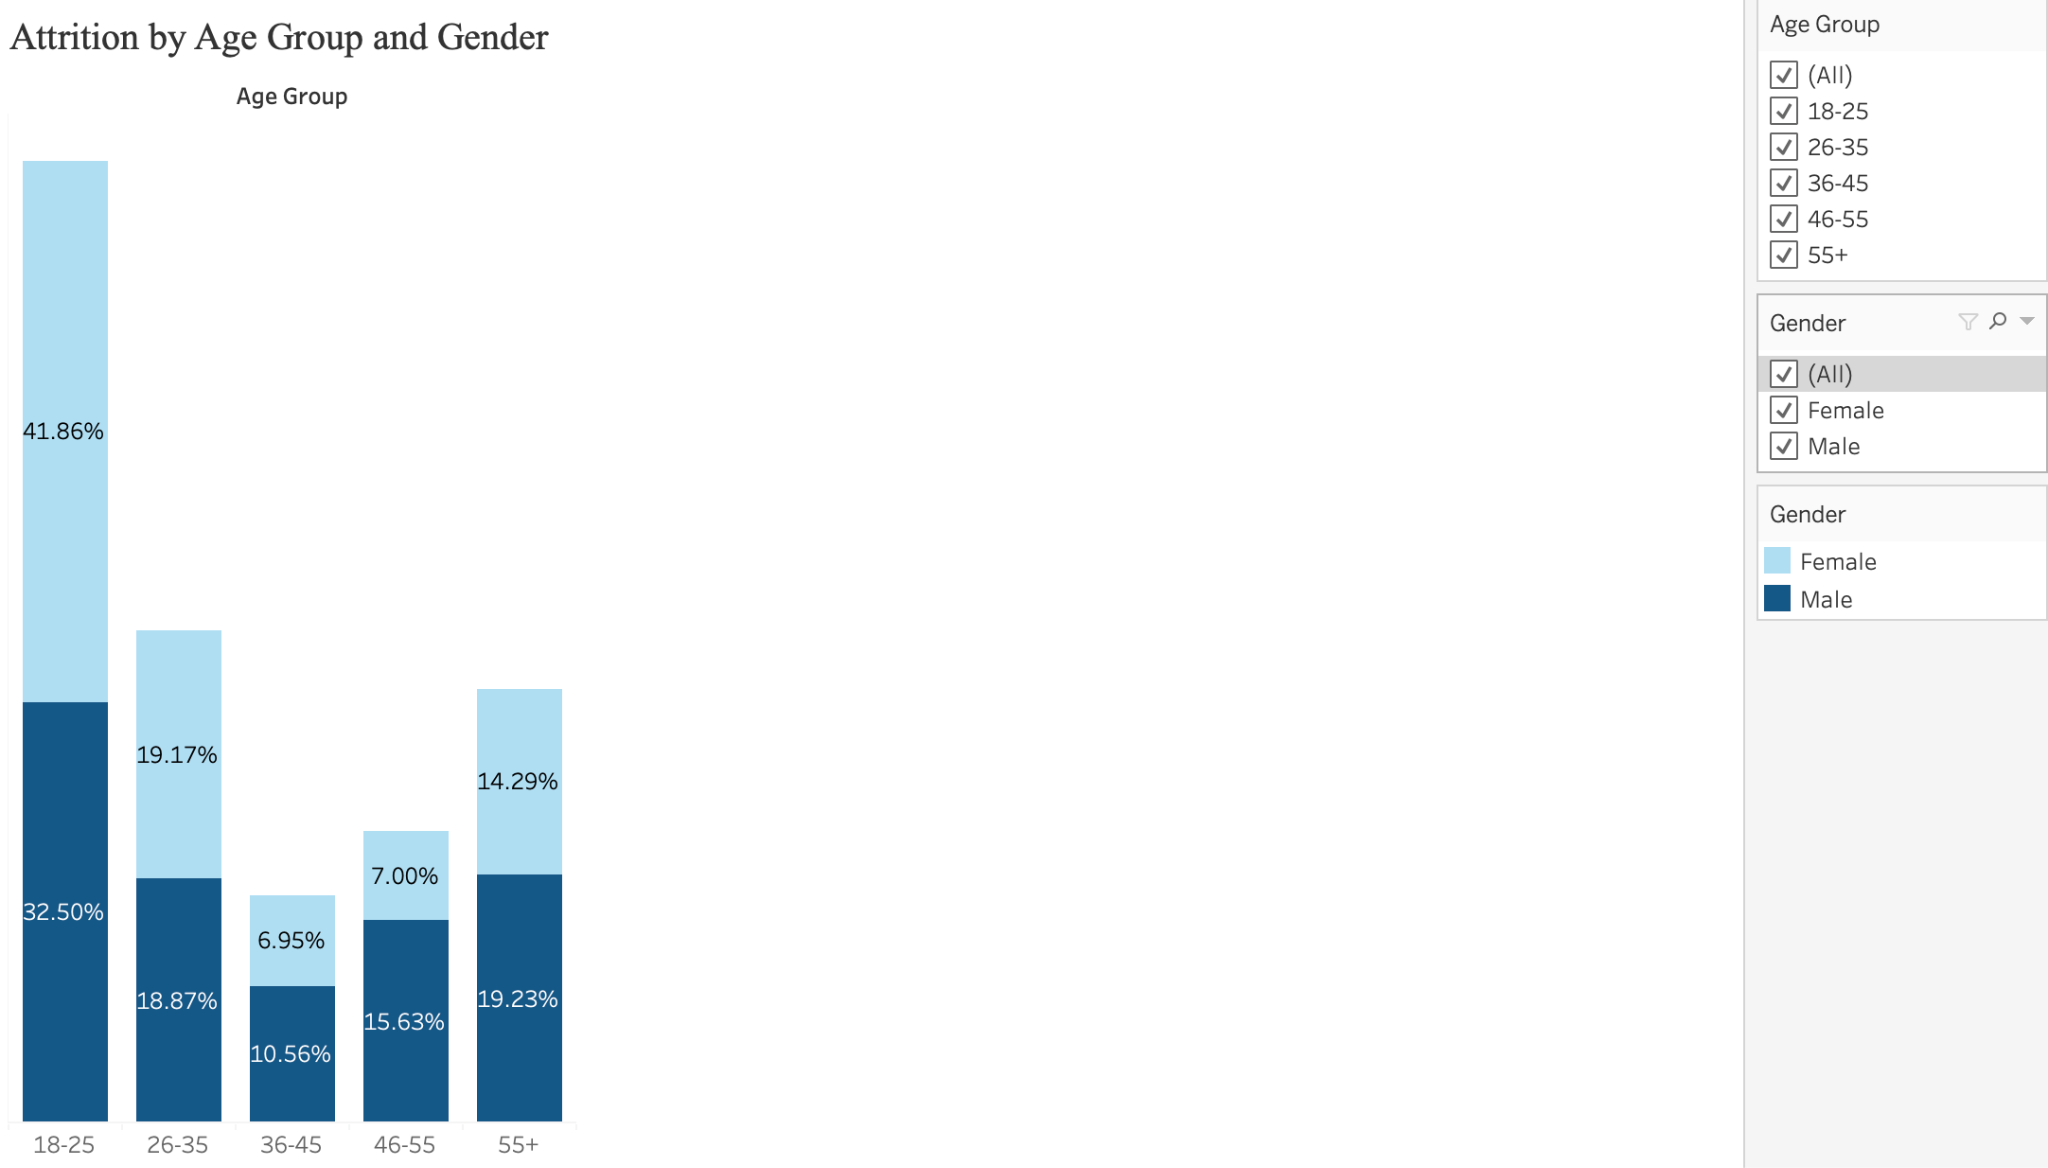 Attrition by Age Group and Gender
Age Group
41.86%
32.50%
19.17%
18.87%
6.95%
10.56%
7.00%
15.63%
14.29%
19.23%
18-25
26-35
36-45
46-55
55+
Age Group
(All)
18-25
26-35
36-45
46-55
55+
Gender
(All)
Female
Male
Gender
Female
Male